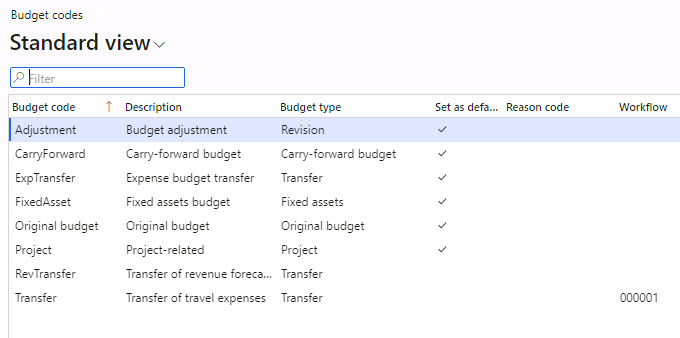 Budget codes
Standard view
Filter
Budget code Description Budget type Set as defa... Reason code Workflow
Adjustment Budget adjustment Revision
CarryForward Carry-forward budget Carry-forward budget
ExpTransfer Expense budget transfer Transfer
FixedAsset Fixed assets budget Fixed assets
Original budget Original budget Original budget
Project Project-related Project
RevTransfer Transfer of revenue foreca... Transfer
Transfer Transfer of travel expenses Transfer 000001